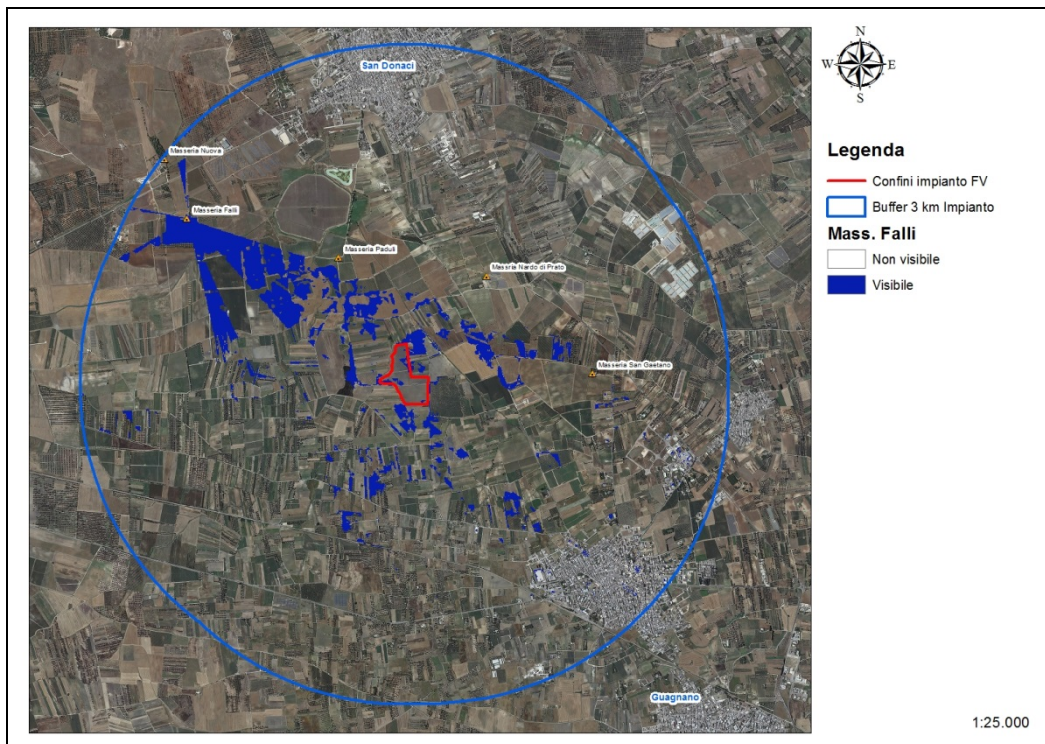 San Donaci
Masseria Nuova
Masseria Falli
Masseria Paduli
Massria Nardo di Prato
Masseria San Gaetano
Guagnano
N
W E
S
Legenda
Confini impianto FV
Buffer 3 km Impianto
Mass. Falli
Non visibile
Visibile
1:25.000